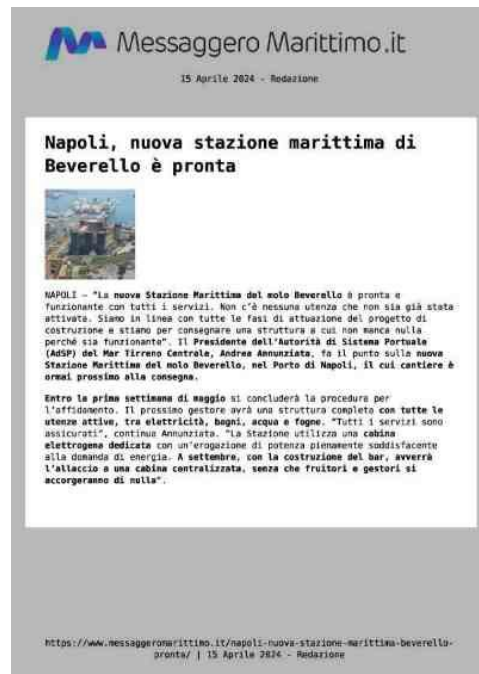 Messaggero Marittimo.it
15 Aprile 2024 - Redazione
Napoli, nuova stazione marittima di
Beverello è pronta
NAPOLI – "La nuova Stazione Marittima del molo Beverello è pronta e
funzionante con tutti i servizi. Non c'è nessuna utenza che non sia già stata
attivata. Siamo in linea con tutte le fasi di attuazione del progetto di
costruzione e stiamo per consegnare una struttura a cui non manca nulla
perché sia funzionante". Il Presidente dell'Autorità di Sistema Portuale
(AdSP) del Mar Tirreno Centrale, Andrea Annunziata, fa il punto sulla nuova
Stazione Marittima del molo Beverello, nel Porto di Napoli, il cui cantiere è
ormai prossimo alla consegna.
Entro la prima settimana di maggio si concluderà la procedura per
l'affidamento. Il prossimo gestore avrà una struttura completa con tutte le
utenze attive, tra elettricità, bagni, acqua e fogne. "Tutti i servizi sono
assicurati", continua Annunziata. "La Stazione utilizza una cabina
elettrogena dedicata con un'erogazione di potenza pienamente soddisfacente
alla domanda di energia. A settembre, con la costruzione del bar, avverrà
l'allaccio a una cabina centralizzata, senza che fruitori e gestori si
accorgeranno di nulla".
https://www.messaggeromarittimo.it/napoli-nuova-stazione-marittima-beverello-
pronta/ | 15 Aprile 2024 - Redazione